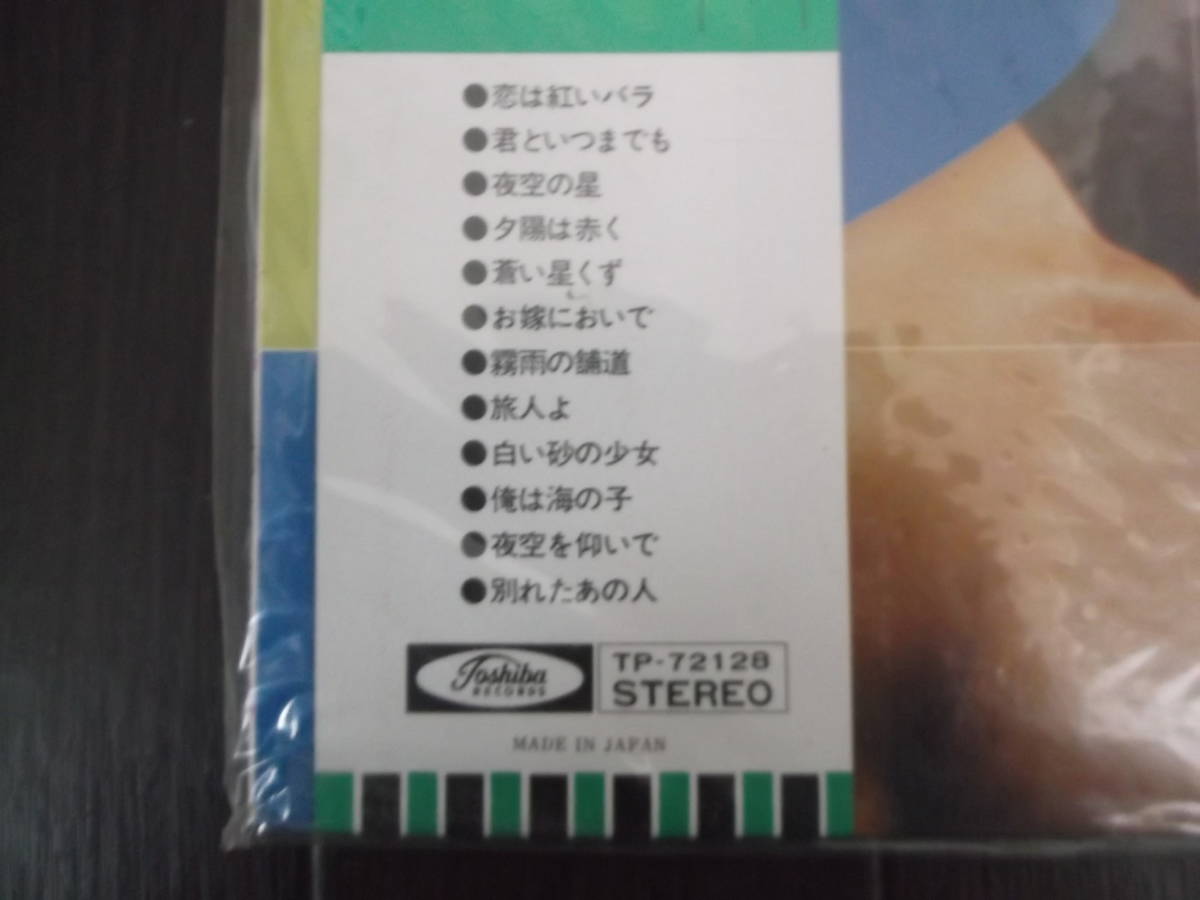 ●恋は紅いバラ
●君といつまでも
●夜空の星
●夕陽は赤く
●蒼い星くず
●お嫁においで
●霧雨の舗道
●旅人よ
●白い砂の少女
●俺は海の子
●夜空を仰いで
●別れたあの人
Toshiba
RECORDS
TP-72128
STEREO
MADE IN JAPAN